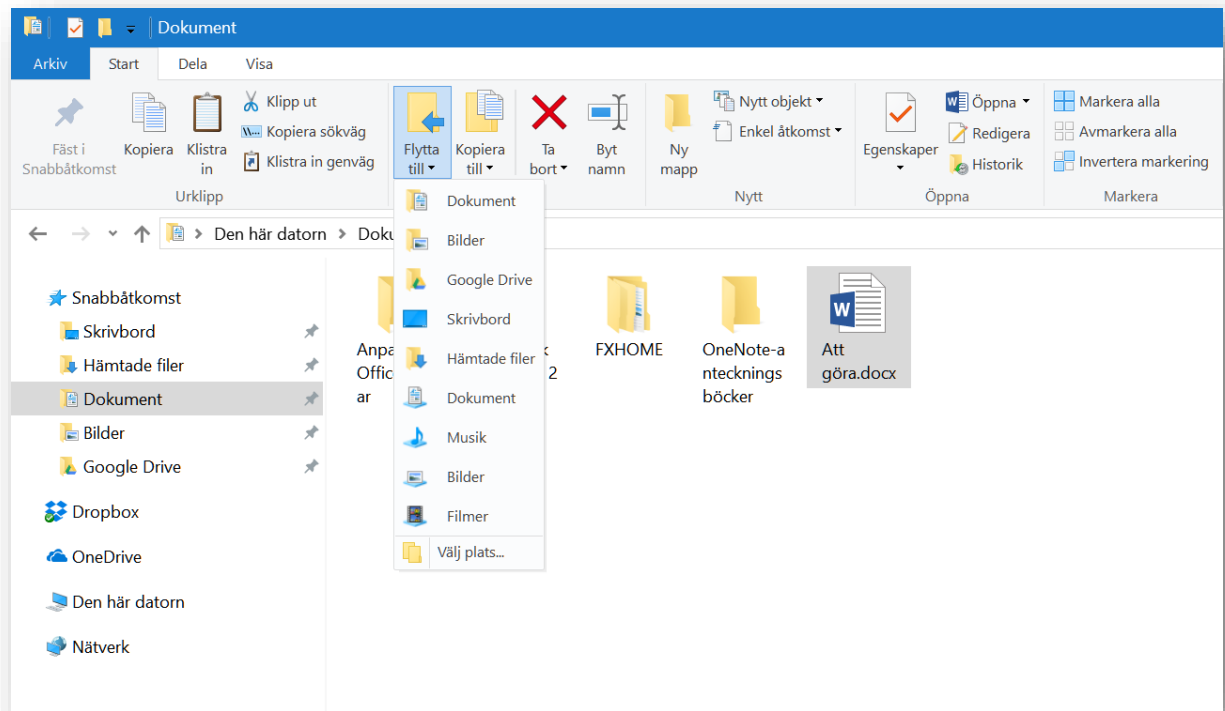 Dokument
Arkiv Start Dela Visa
Fäst i
Snabbåtkomst
Kopiera
Klistra
in
Klipp ut
Kopiera sökväg
Klistra in genväg
Urklipp
Flytta
till
Kopiera
till
Ta
bort
Byt
namn
Ny
mapp
Nytt objekt
Enkel åtkomst
Nytt
Egenskaper
Öppna
Redigera
Historik
Öppna
Markera alla
Avmarkera alla
Invertera markering
Markera
Den här datorn > Doku
Snabbåtkomst
Skrivbord
Hämtade filer
Dokument
Bilder
Google Drive
Dropbox
OneDrive
Den här datorn
Nätverk
Dokument
Bilder
Google Drive
Skrivbord
Hämtade filer
Dokument
Musik
Bilder
Filmer
Välj plats...
Anpa
Offic
ar
2
FXHOME
OneNote-a
ntecknings
böcker
W
Att
göra.docx